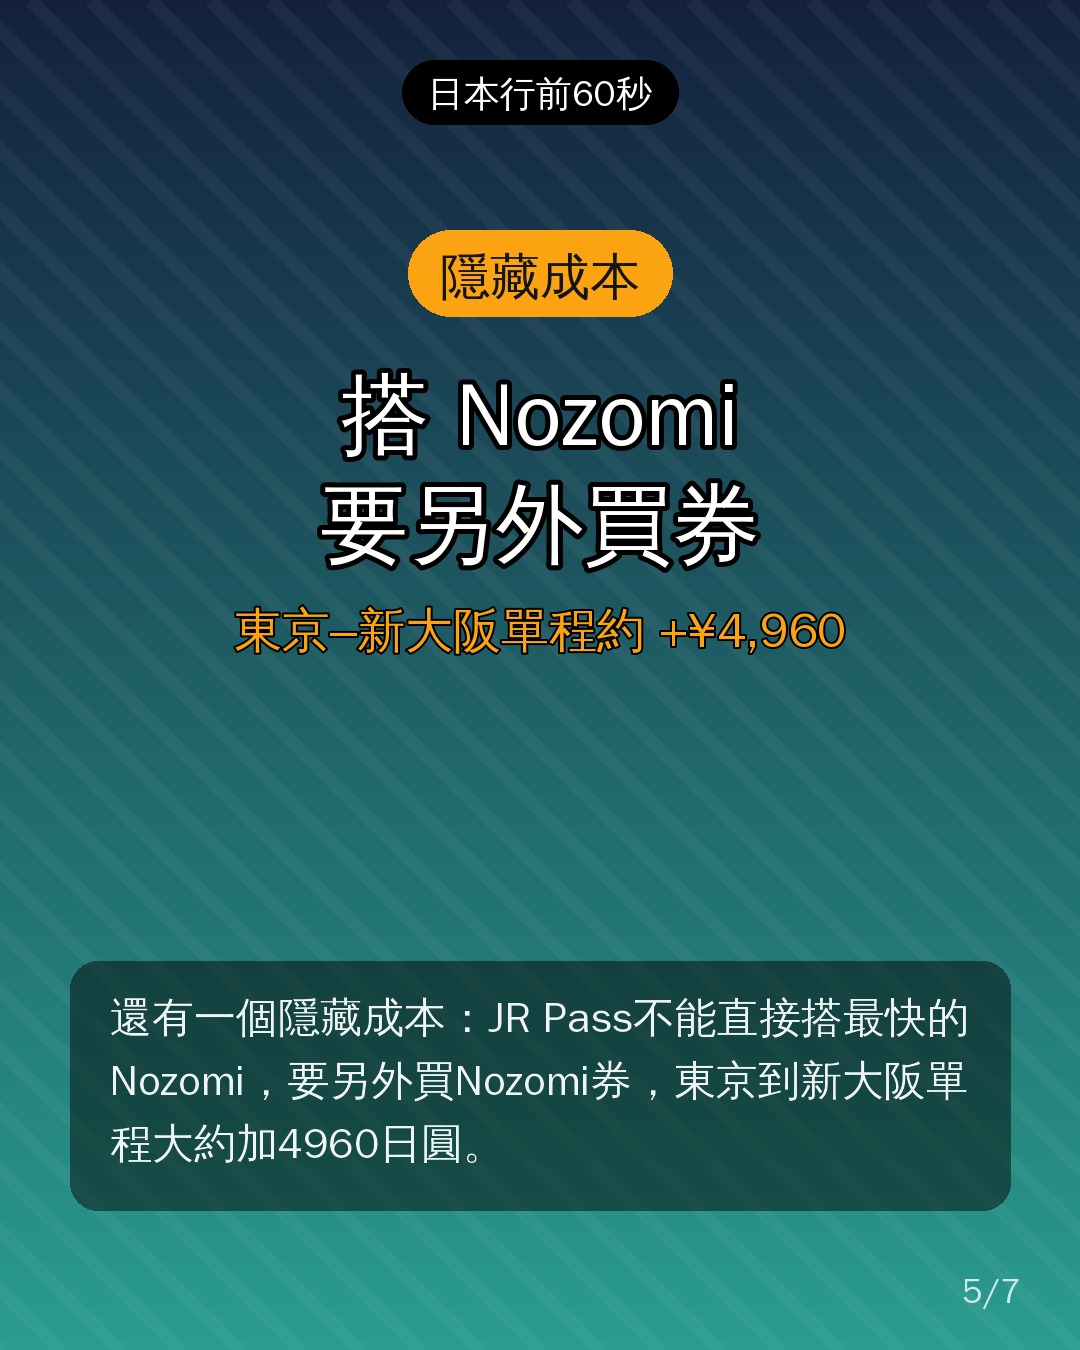 日本行前60秒
隱藏成本
搭 Nozomi
要另外買券
東京–新大阪單程約 +¥4,960
還有一個隱藏成本：JR Pass不能直接搭最快的
Nozomi，要另外買Nozomi券，東京到新大阪單
程大約加4960日圓。
5/7